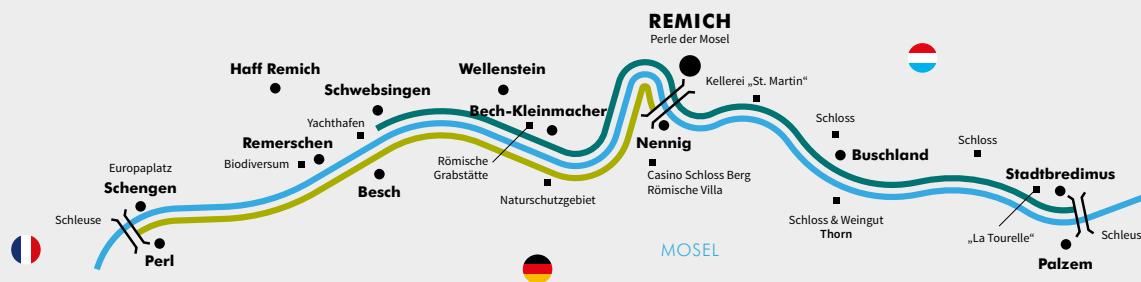 REMICH
Perle der Mosel
Haff Remich
Schwebsingen
Wellenstein
Kellerei „St. Martin“
Yachthafen
Bech-Kleinmacher
Remerschen
Biodiversum
Nennig
Schloss
Buschland
Schloss
Europaplatz
Schengen
Besch
Römische
Grabstätte
Casino Schloss Berg
Römische Villa
Stadtbredimus
Naturschutzgebiet
Schleuse
Schloss & Weingut
Thorn
„La Tourelle“
Schleus
Perl
MOSEL
Palzem